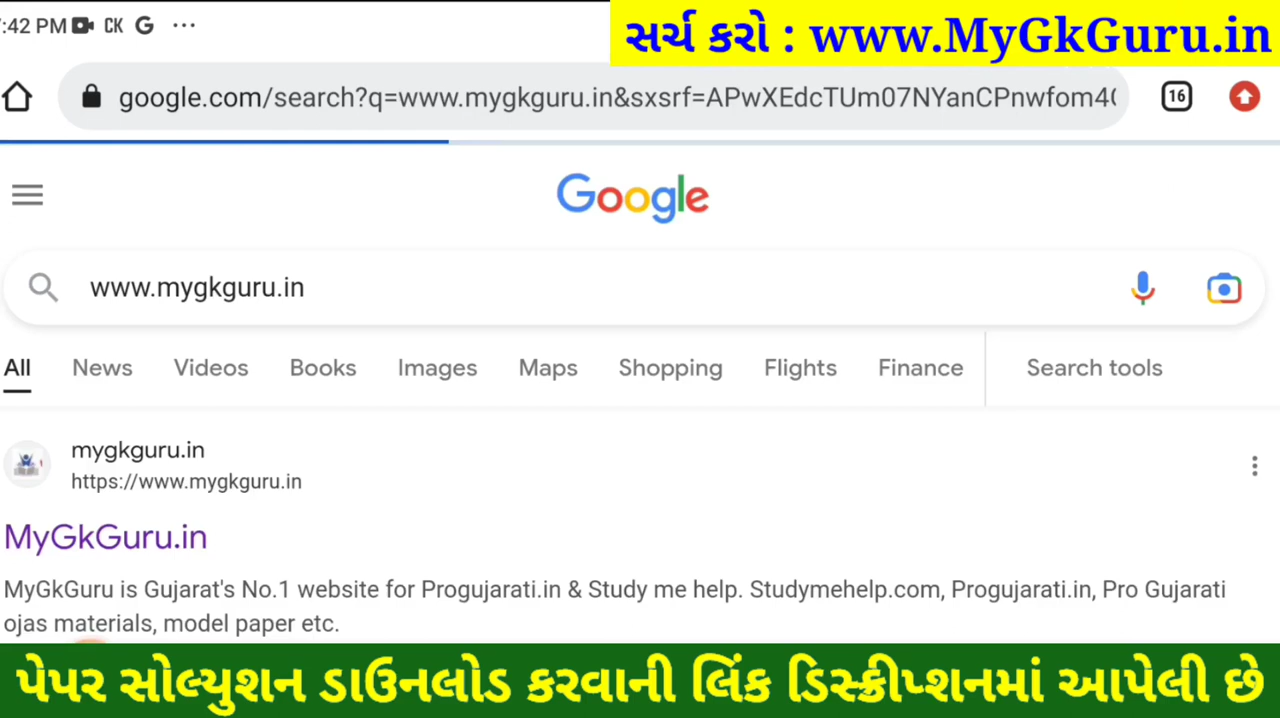 :42 PM CK G ...
સર્ચ કરો : www.MyGkGuru.in
google.com/search?q=www.mygkguru.in&sxsrf=APwXEdcTUm07NYanCPnwfom4
16
Google
www.mygkguru.in
All News Videos Books Images Maps Shopping Flights Finance Search tools
mygkguru.in
https://www.mygkguru.in
MyGkGuru.in
MyGkGuru is Gujarat's No.1 website for Progujarati.in & Study me help. Studymehelp.com, Progujarati.in, Pro Gujarati
ojas materials, model paper etc.
પેપર સોલ્યુશન ડાઉનલોડ કરવાની લિંક ડિસ્ક્રીપ્શનમાં આપેલી છે